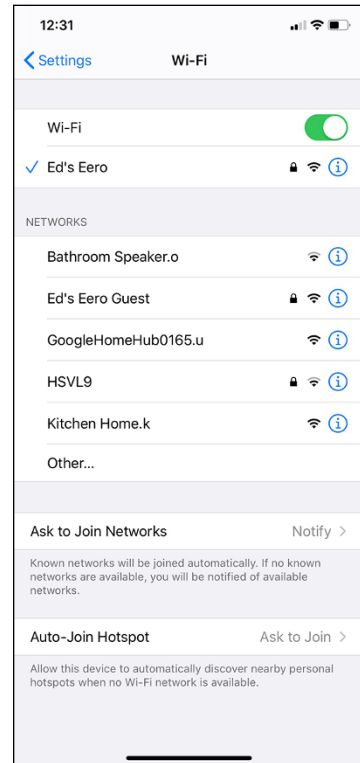 12:31
Settings Wi-Fi
Wi-Fi
Ed's Eero
NETWORKS
Bathroom Speaker.o
Ed's Eero Guest
GoogleHomeHub0165.u
HSVL9
Kitchen Home.k
Other...
Ask to Join Networks Notify
Known networks will be joined automatically. If no known
networks are available, you will be notified of available
networks.
Auto-Join Hotspot Ask to Join
Allow this device to automatically discover nearby personal
hotspots when no Wi-Fi network is available.